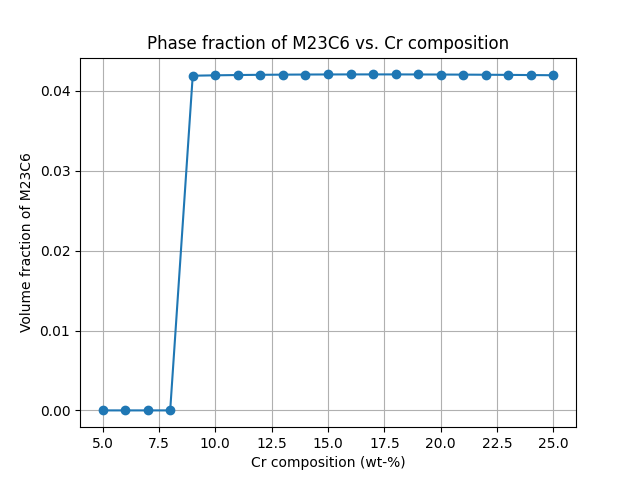 Phase fraction of M23C6 vs. Cr composition
Volume fraction of M23C6
0.04
0.03
0.02
0.01
0.00
5.0 7.5 10.0 12.5 15.0 17.5 20.0 22.5 25.0
Cr composition (wt-%)